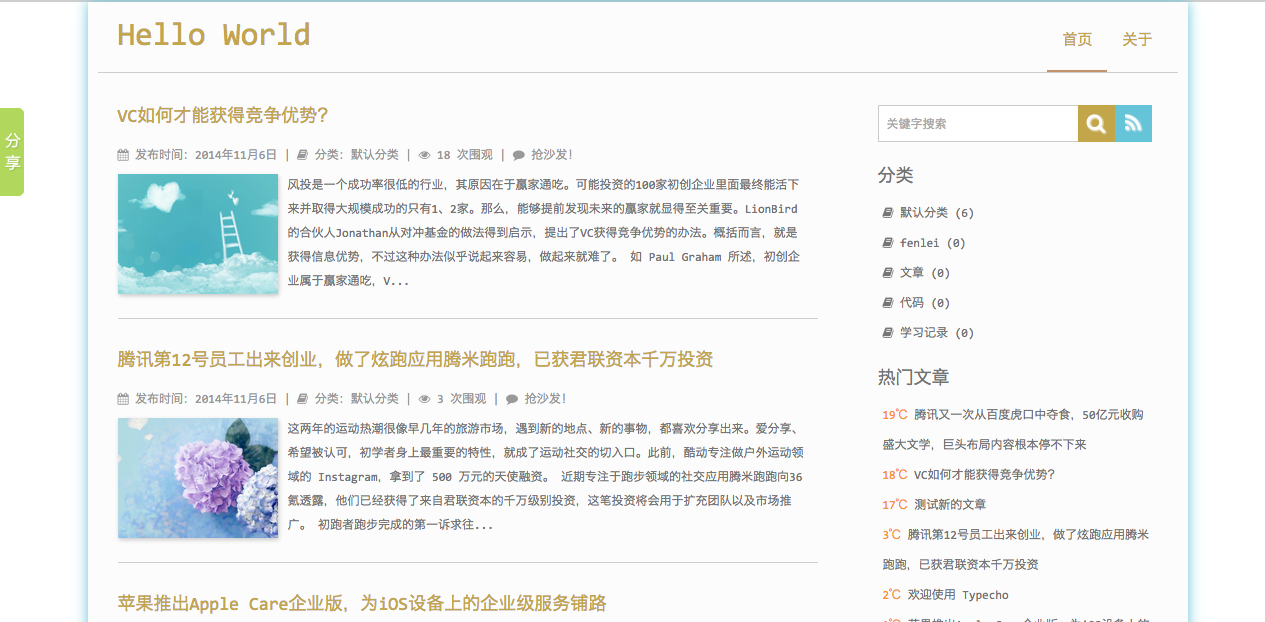 Hello World
首页
关于
分
享
VC如何才能获得竞争优势?
发布时间: 2014年11月6日 | 分类: 默认分类 | 18 次围观 | 抢沙发!
风投是一个成功率很低的行业，其原因在于赢家通吃。可能投资的100家初创企业里面最终能活下
来并取得大规模成功的只有1、2家。那么，能够提前发现未来的赢家就显得至关重要。LionBird
的合伙人Jonathan从对冲基金的做法得到启示，提出了VC获得竞争优势的办法。概括而言，就是
获得信息优势，不过这种办法似乎说起来容易，做起来就难了。 如 Paul Graham 所述，初创企
业属于赢家通吃，V...
腾讯第12号员工出来创业，做了炫跑应用腾米跑跑，已获君联资本千万投资
发布时间: 2014年11月6日 | 分类: 默认分类 | 3 次围观 | 抢沙发!
这两年的运动热潮很像早几年的旅游市场，遇到新的地点、新的事物，都喜欢分享出来。爱分享、
希望被认可，初学者身上最重要的特性，就成了运动社交的切入口。此前，酷动专注做户外运动领
域的 Instagram，拿到了 500 万元的天使融资。 近期专注于跑步领域的社交应用腾米跑跑向36
氪透露，他们已经获得了来自君联资本的千万级别投资，这笔投资将会用于扩充团队以及市场推
广。 初跑者跑步完成的第一诉求往...
苹果推出Apple Care企业版，为iOS设备上的企业级服务铺路
关键字搜索
分类
默认分类 (6)
fenlei (0)
文章 (0)
代码 (0)
学习记录 (0)
热门文章
19℃ 腾讯又一次从百度虎口中夺食，50亿元收购
盛大文学，巨头布局内容根本停不下来
18℃ VC如何才能获得竞争优势?
17℃ 测试新的文章
3℃ 腾讯第12号员工出来创业，做了炫跑应用腾米
跑跑，已获君联资本千万投资
2℃ 欢迎使用 Typecho